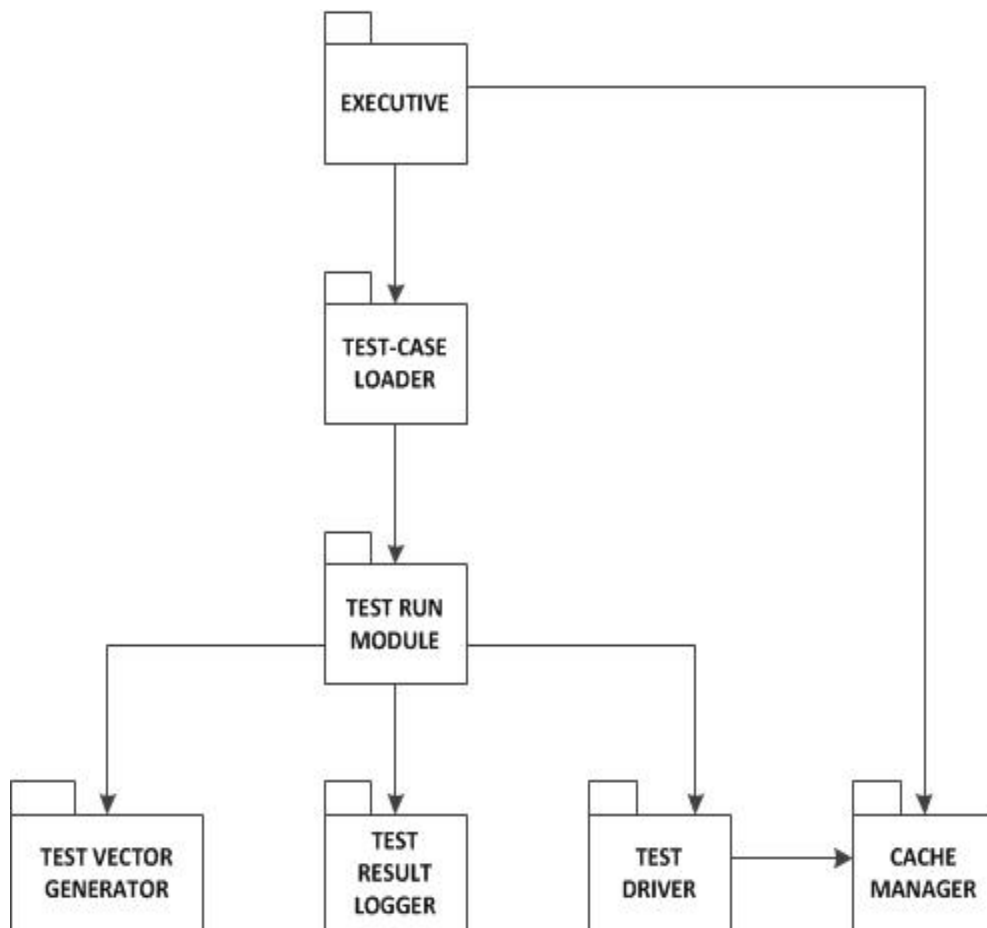 EXECUTIVE
TEST-CASE
LOADER
TEST RUN
MODULE
TEST VECTOR
GENERATOR
TEST
RESULT
LOGGER
TEST
DRIVER
CACHE
MANAGER